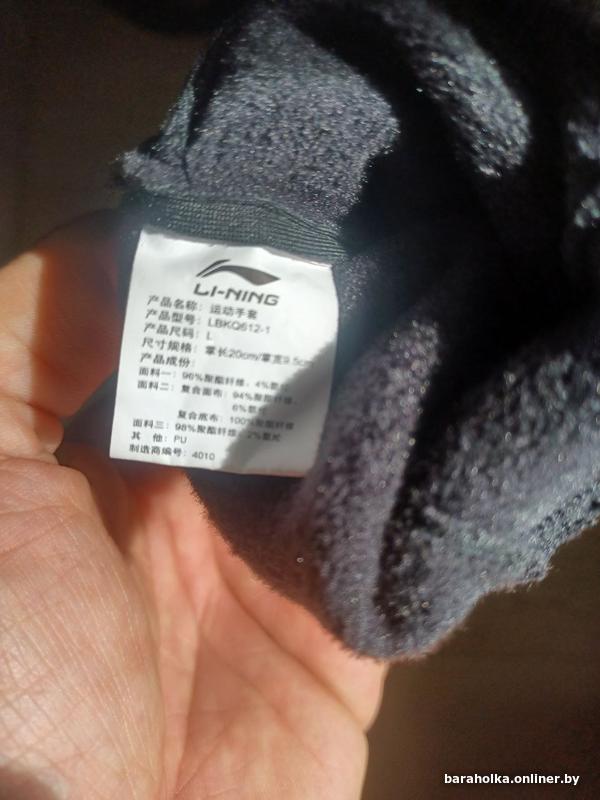 LI-NING
产品名称：运动手套
产品型号：LBKQ612-1
产品尺码：L
尺寸规格：掌长20cm/掌宽9.5cm
产品成份：
面料一：96%聚酯纤维，4%氨纶
面料二：复合面布：94%聚酯纤维，
6%氨纶
复合底布：100%聚酯纤维
面料三：98%聚酯纤维，2%氨纶
其 他：PU
制造商编号：4010
baraholka.onliner.by